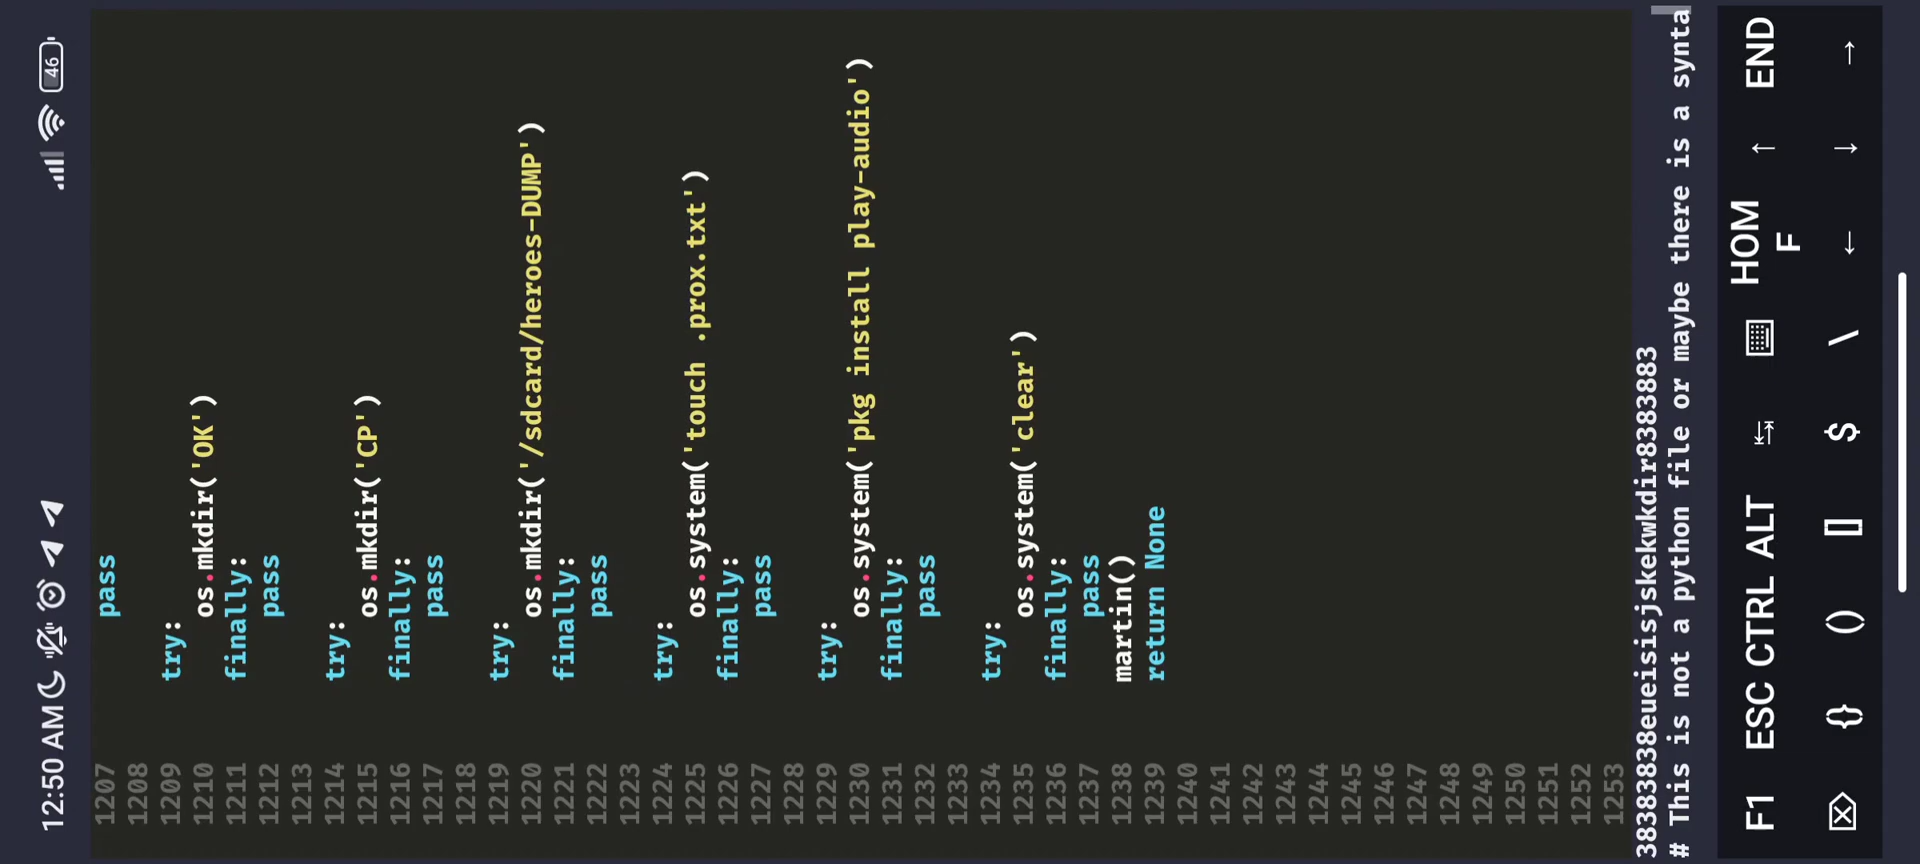 12:50 AM 46
1207 pass
1208
1209 try:
1210 os.mkdir('OK')
1211 finally:
1212 pass
1213
1214 try:
1215 os.mkdir('CP')
1216 finally:
1217 pass
1218
1219 try:
1220 os.mkdir('/sdcard/heroes-DUMP')
1221 finally:
1222 pass
1223
1224 try:
1225 os.system('touch .prox.txt')
1226 finally:
1227 pass
1228
1229 try:
1230 os.system('pkg install play-audio')
1231 finally:
1232 pass
1233
1234 try:
1235 os.system('clear')
1236 finally:
1237 pass
1238 martin()
1239 return None
1240
1241
1242
1243
1244
1245
1246
1247
1248
1249
1250
1251
1252
1253
38383838eueisisjskekwkdir8383883
# This is not a python file or maybe there is a synta
F1 ESC CTRL ALT ⇆ HOM ↑ END
F
{} () [] $ \ ← ↓ →